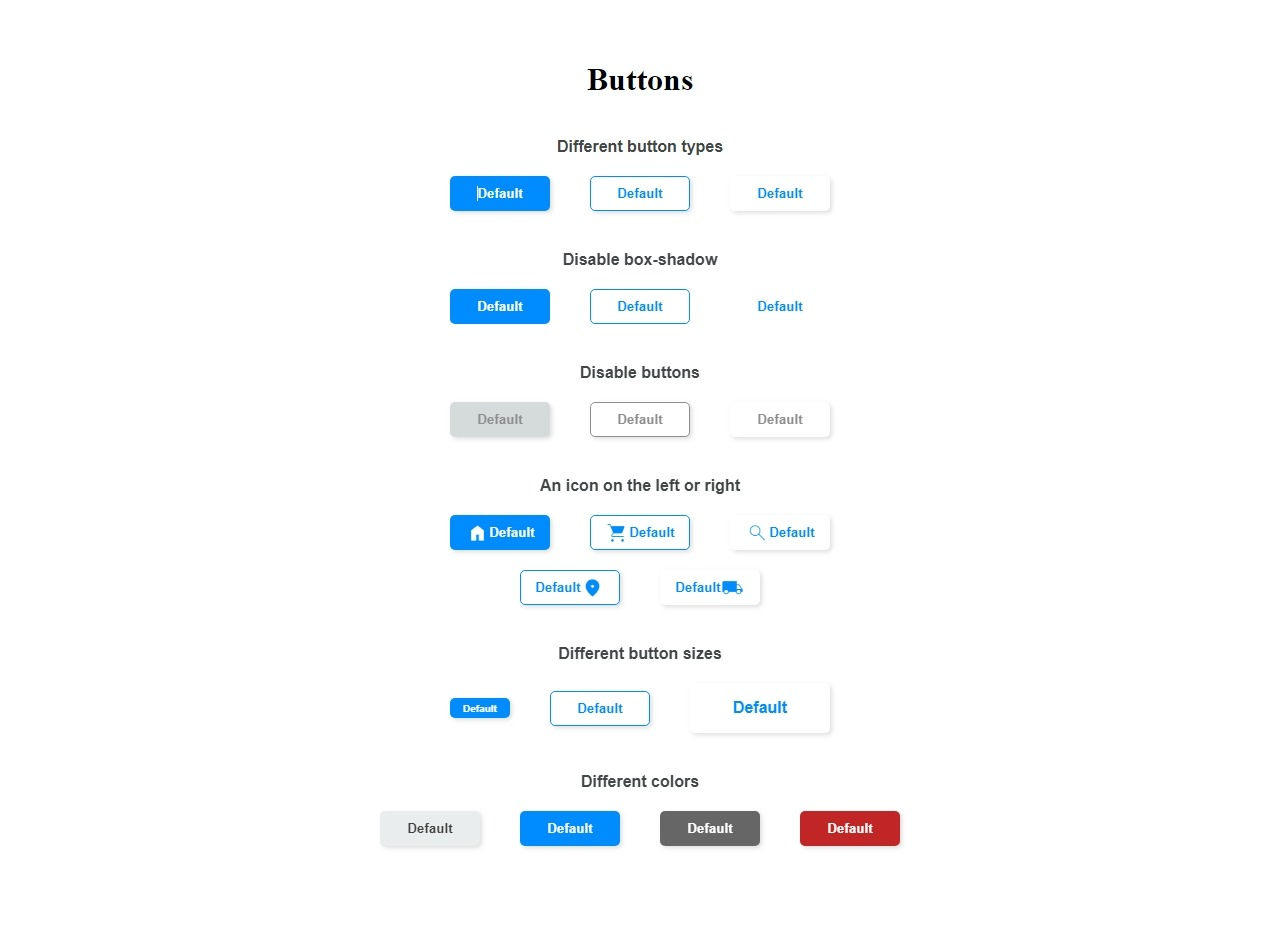 Buttons
Different button types
Default Default Default
Disable box-shadow
Default Default Default
Disable buttons
Default Default Default
An icon on the left or right
Default Default Default
Default Default
Different button sizes
Default Default Default
Different colors
Default Default Default Default